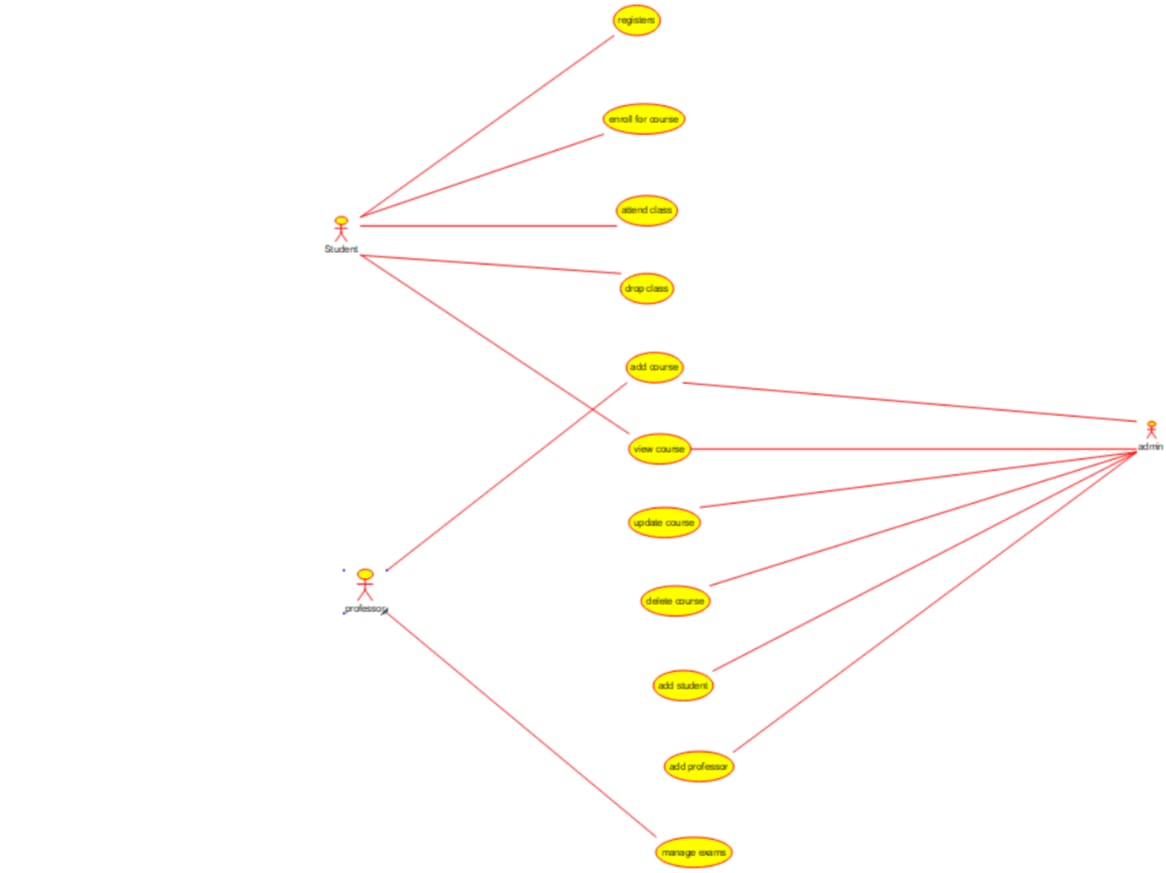 registers
enroll for course
attend class
Student
drop class
add course
view course
admin
update course
delete course
professor
add student
add professor
manage exams